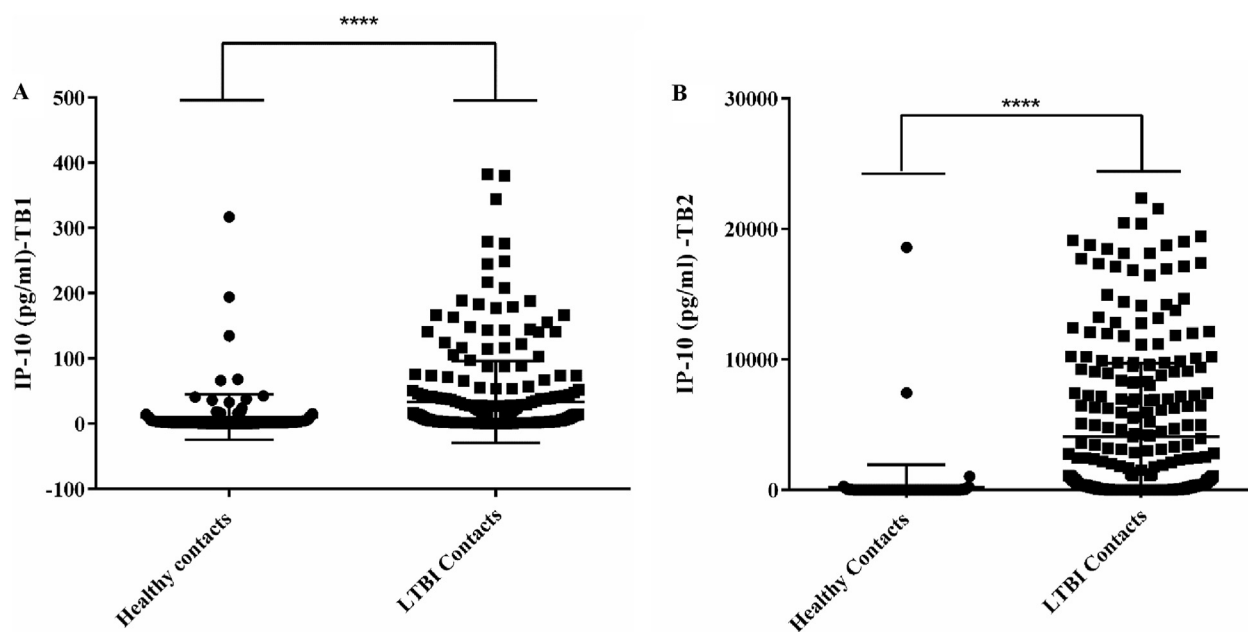 A
****
IP-10 (pg/ml)-TB1
500
400
300
200
100
0
-100
Healthy contacts
LTBI Contacts
B
****
IP-10 (pg/ml) -TB2
30000
20000
10000
0
Healthy Contacts
LTBI Contacts